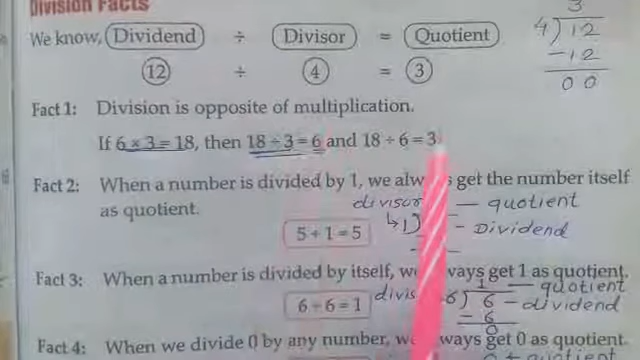 Division Facts
We know, Dividend ÷ Divisor = Quotient
12 ÷ 4 = 3
3
4)12
-12
00
Fact 1: Division is opposite of multiplication.
If 6 × 3 = 18, then 18 ÷ 3 = 6 and 18 ÷ 6 = 3
Fact 2: When a number is divided by 1, we get the number itself
as quotient.
divisor — quotient
5 ÷ 1 = 5
1) - Dividend
Fact 3: When a number is divided by itself, get 1 as quotient.
1 — quotient
6 ÷ 6 = 1
6) 6 - dividend
- 6
0
Fact 4: When we divide 0 by any number, get 0 as quotient.